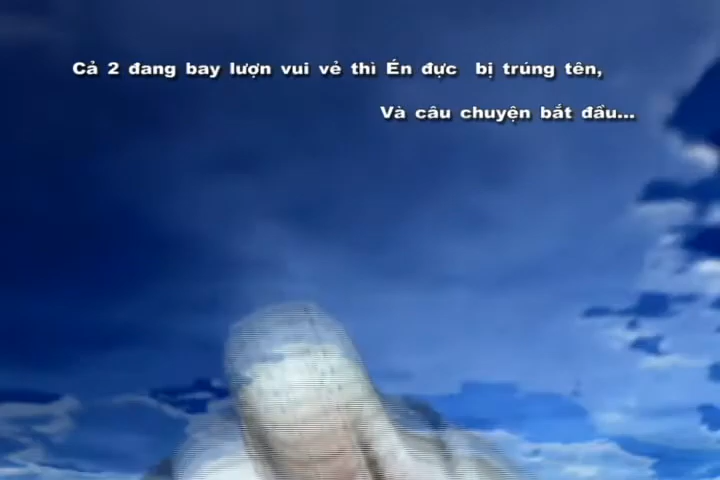 Cả 2 đang bay lượn vui vẻ thì Én đực bị trúng tên,
Và câu chuyện bắt đầu...